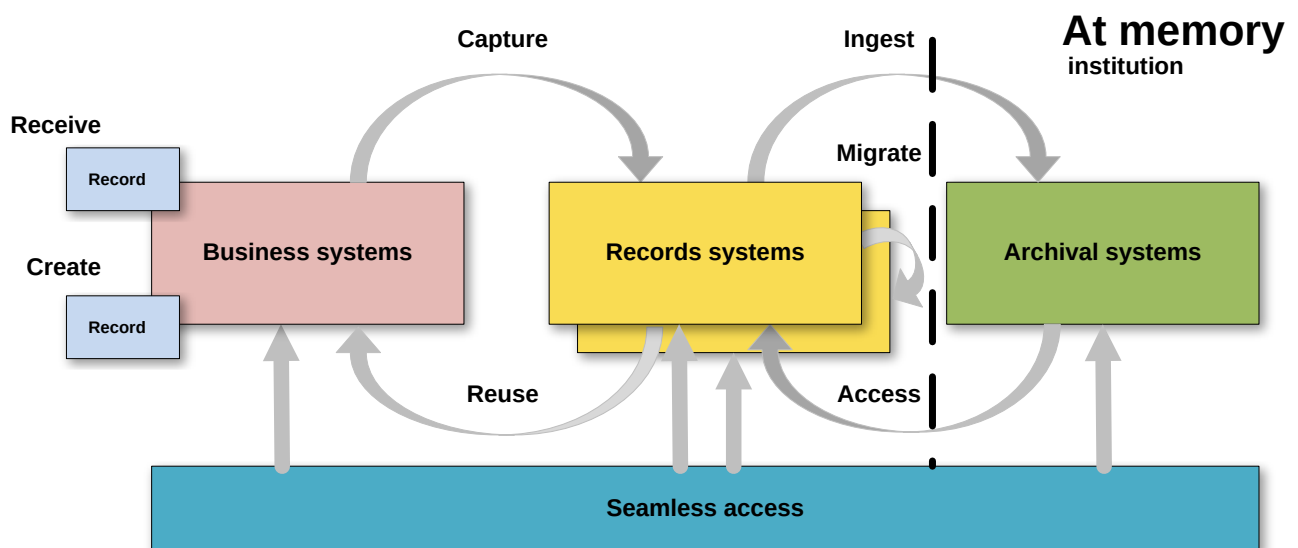 At memory
institution
Capture
Ingest
Receive
Record
Migrate
Business systems
Records systems
Archival systems
Create
Record
Reuse
Access
Seamless access